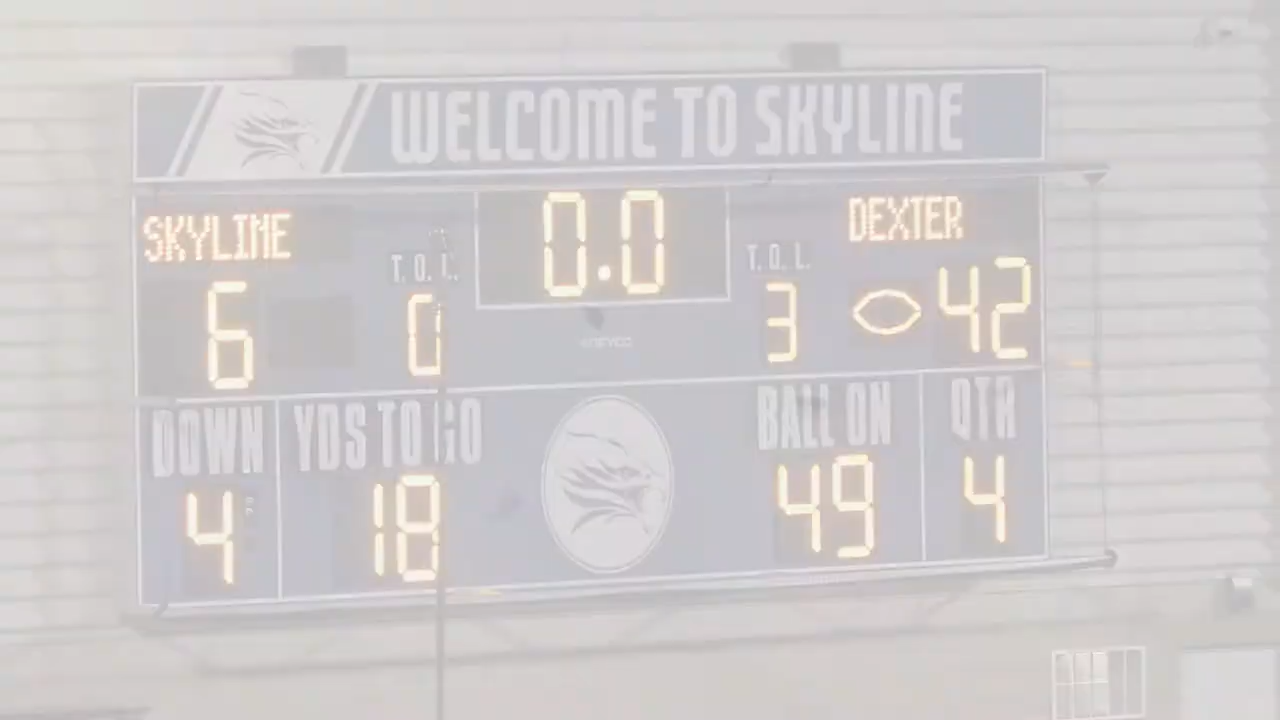 WELCOME TO SKYLINE
SKYLINE 0.0 DEXTER
T. O. L. T. O. L.
6 0 3 42
DOWN YDS TO GO BALL ON QTR
4 18 49 4